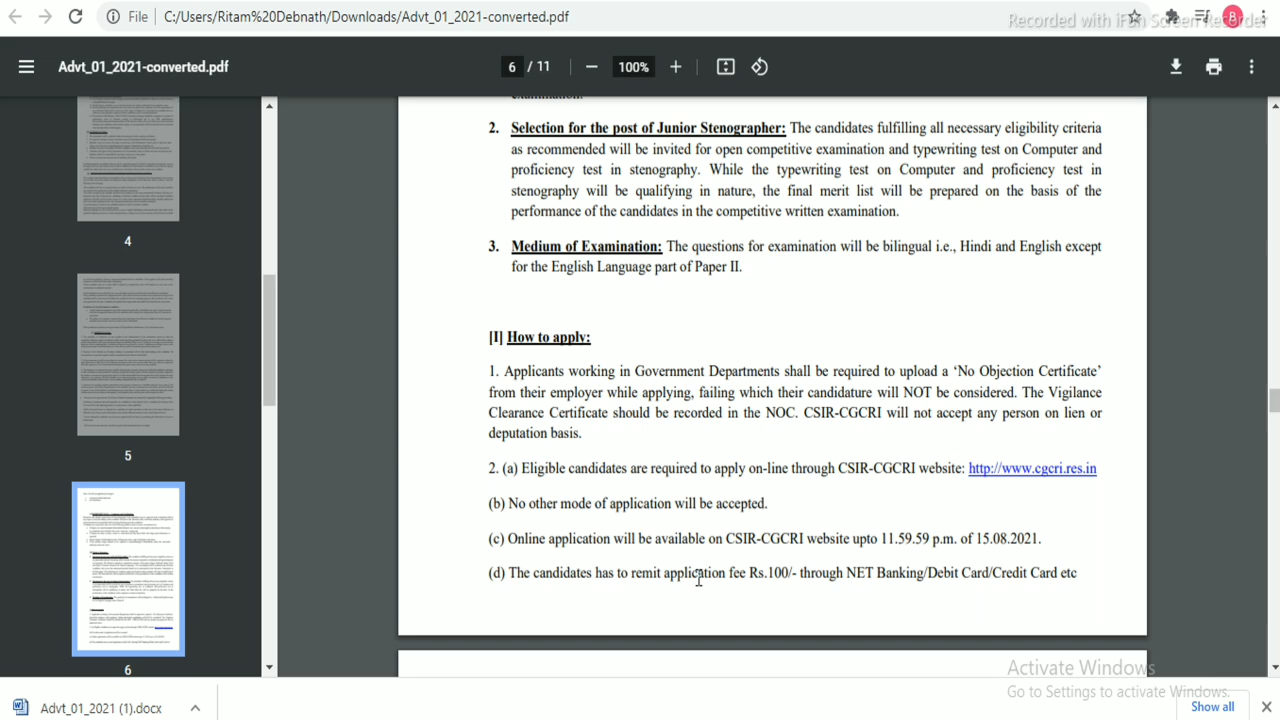 File
C:/Users/Ritam%20Debnath/Downloads/Advt_01_2021-converted.pdf
Recorded with iFun Screen Recorder
B
Advt_01_2021-converted.pdf
6 / 11
100%
examination.
2. Selection for the post of Junior Stenographer: The candidates fulfilling all necessary eligibility criteria
as recommended will be invited for open competitive examination and typewriting test on Computer and
proficiency test in stenography. While the typewriting test on Computer and proficiency test in
stenography will be qualifying in nature, the final merit list will be prepared on the basis of the
performance of the candidates in the competitive written examination.
3. Medium of Examination: The questions for examination will be bilingual i.e., Hindi and English except
for the English Language part of Paper II.
[I] How to apply:
1. Applicants working in Government Departments shall be required to upload a ‘No Objection Certificate’
from their employer while applying, failing which their candidature will NOT be considered. The Vigilance
Clearance Certificate should be recorded in the NOC. CSIR-CGCRI will not accept any person on lien or
deputation basis.
2. (a) Eligible candidates are required to apply on-line through CSIR-CGCRI website: http://www.cgcri.res.in
(b) No other mode of application will be accepted.
(c) Online application will be available on CSIR-CGCRI website upto 11.59.59 p.m. of 15.08.2021.
(d) The candidates has to remit application fee Rs.100/- through NET Banking/Debit Card/Credit Card etc
4
5
6
Activate Windows
Go to Settings to activate Windows.
Advt_01_2021 (1).docx
Show all